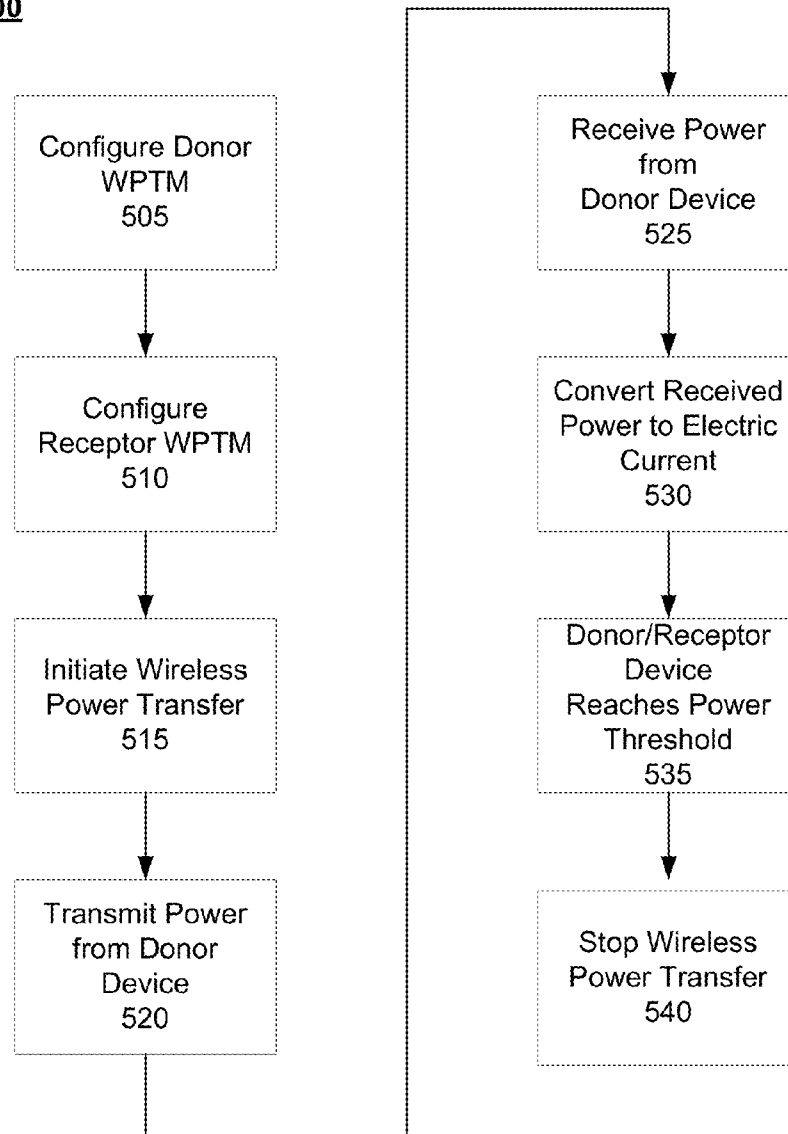 00
Configure Donor
WPTM
505
Configure
Receptor WPTM
510
Initiate Wireless
Power Transfer
515
Transmit Power
from Donor
Device
520
Receive Power
from
Donor Device
525
Convert Received
Power to Electric
Current
530
Donor/Receptor
Device
Reaches Power
Threshold
535
Stop Wireless
Power Transfer
540